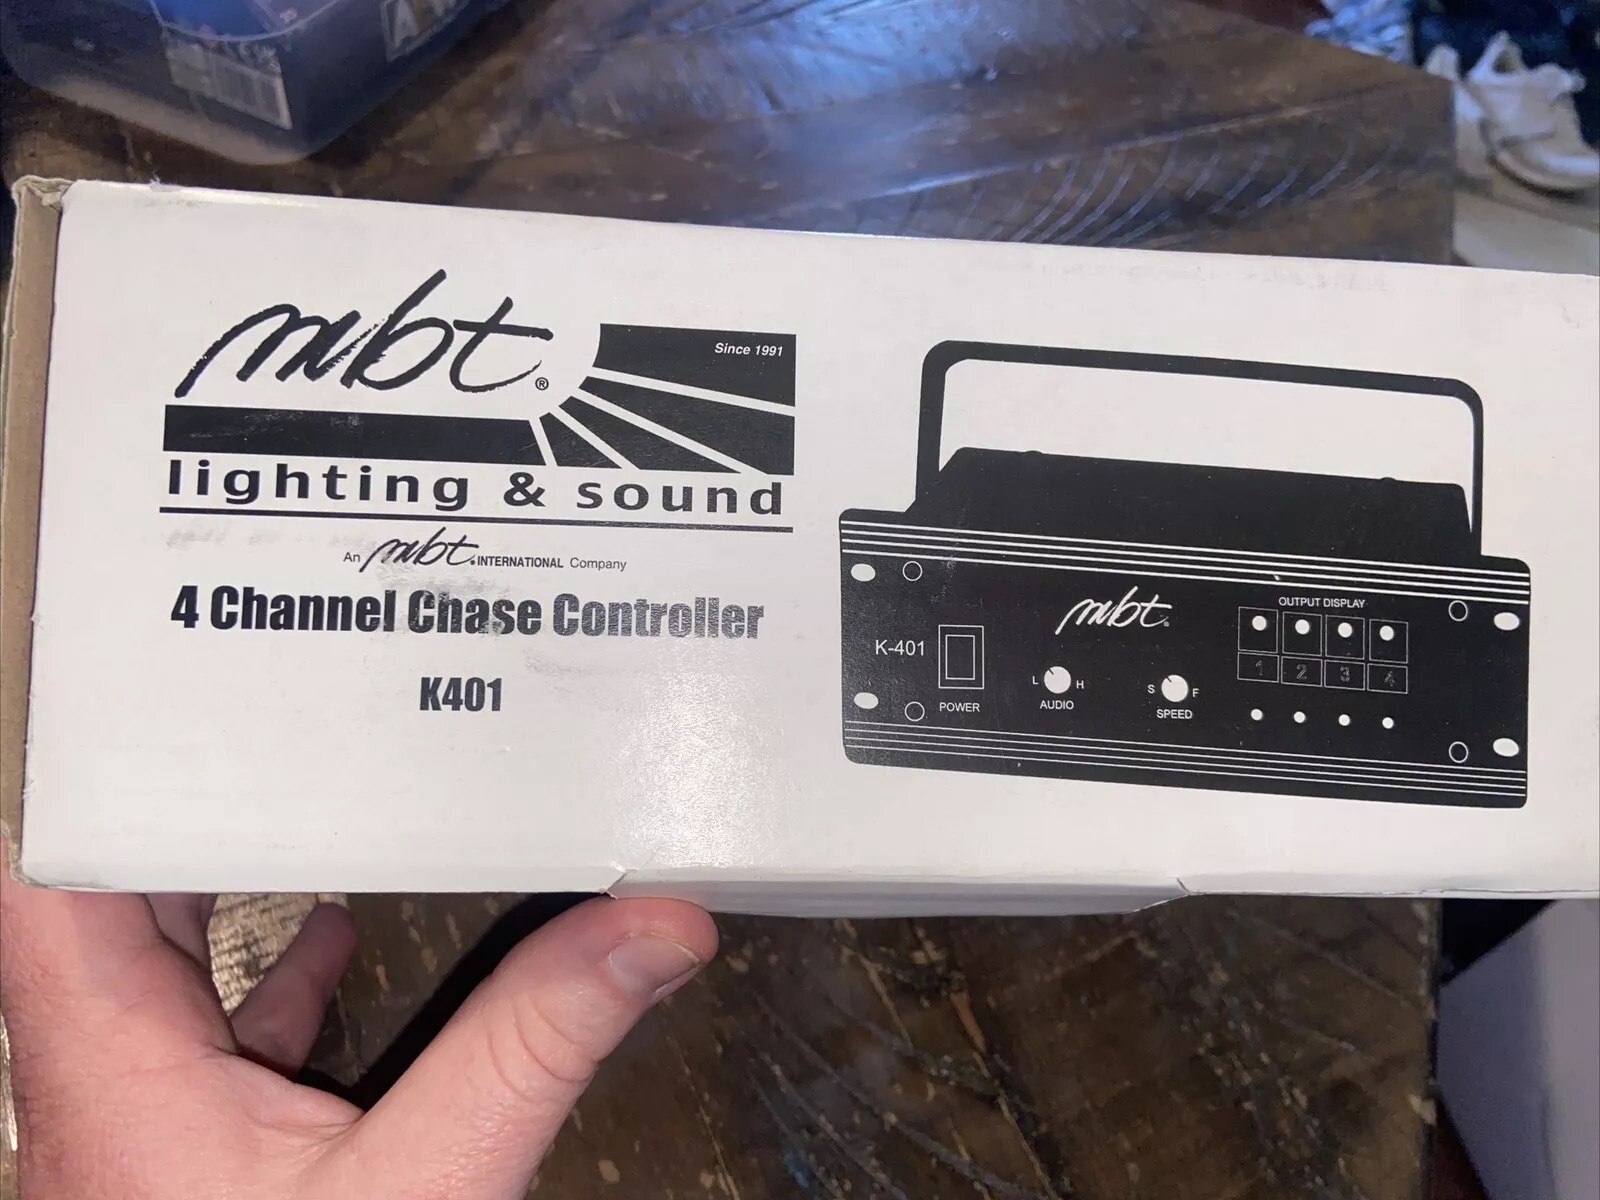 mbt®
Since 1991
lighting & sound
An mbt® INTERNATIONAL Company
4 Channel Chase Controller
K401
mbt®
OUTPUT DISPLAY
K-401
1 2 3 4
L H
S F
POWER
AUDIO
SPEED